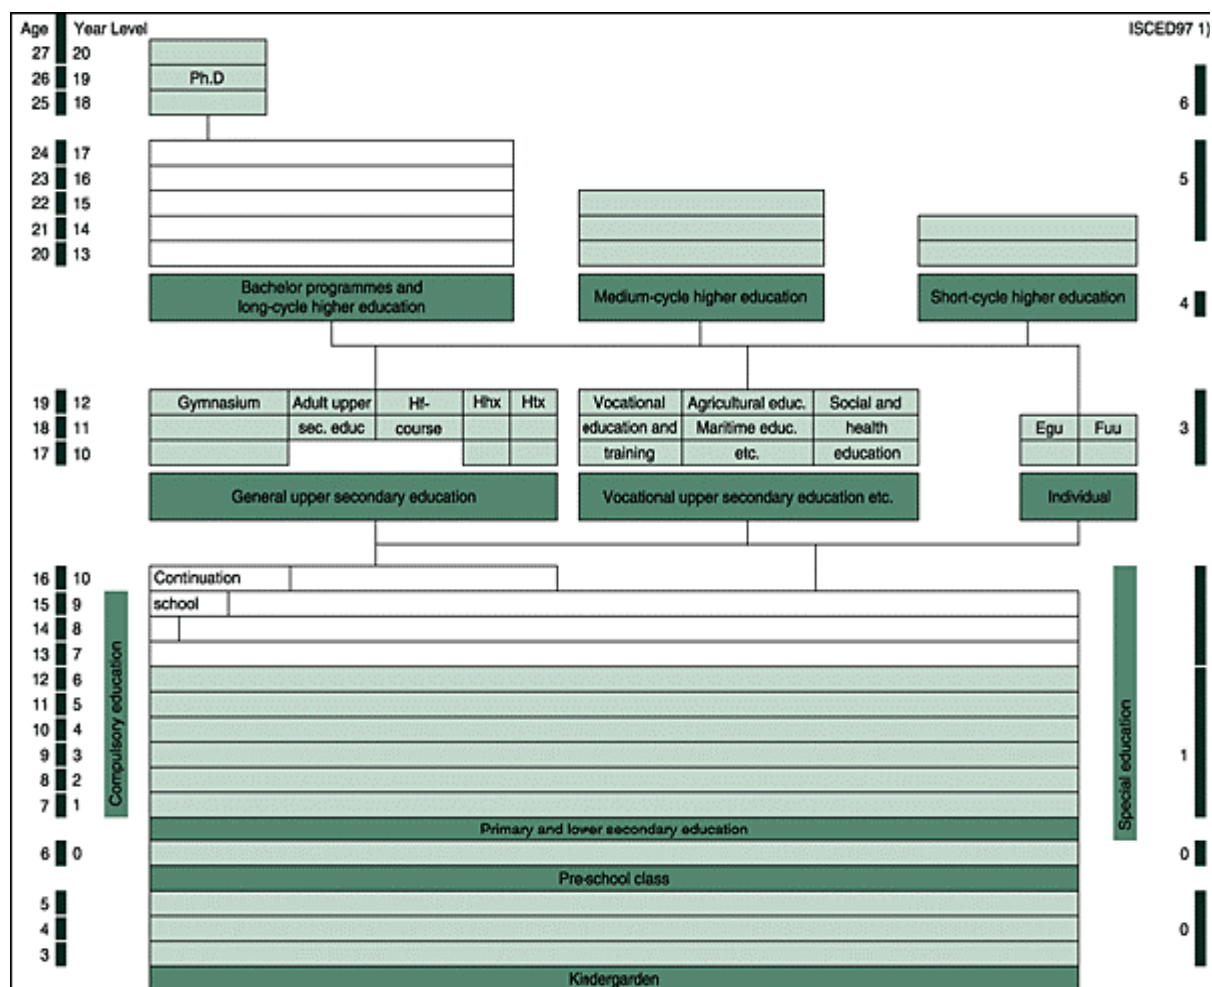 Age Year Level ISCED97 1)
27 20
26 19 Ph.D
25 18 6
24 17
23 16 5
22 15
21 14
20 13
Bachelor programmes and
long-cycle higher education
Medium-cycle higher education
Short-cycle higher education
4
19 12 Gymnasium Adult upper Hf- Hhx Htx Vocational Agricultural educ. Social and
18 11 sec. educ course education and Maritime educ. health Egu Fuu 3
17 10 training etc. education
General upper secondary education Vocational upper secondary education etc. Individual
16 10 Continuation
15 9 school
14 8
13 7
12 6
11 5
10 4
9 3 1
8 2
7 1
Compulsory education
Special education
Primary and lower secondary education
6 0 0
Pre-school class
5
4 0
3
Kindergarden